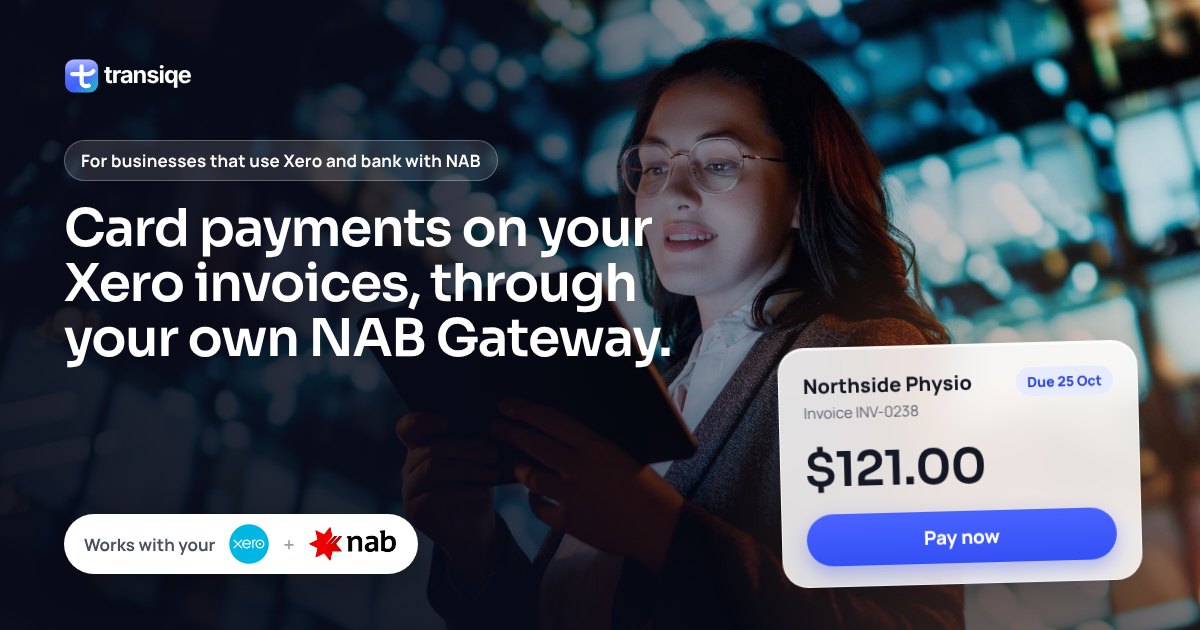 transiqe
For businesses that use Xero and bank with NAB
Card payments on your
Xero invoices, through
your own NAB Gateway.
Works with your xero + nab
Northside Physio
Due 25 Oct
Invoice INV-0238
$121.00
Pay now